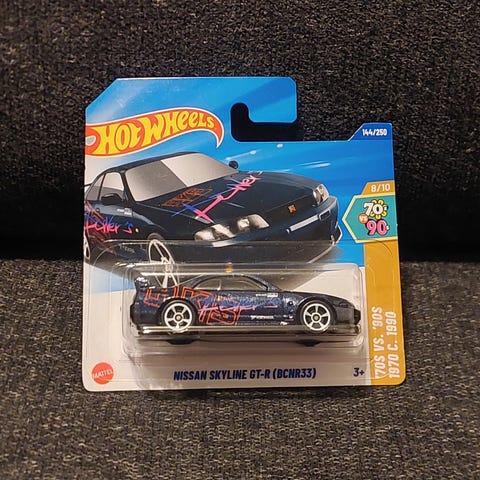 HOT WHEELS
144/250
8/10
70s
VS
90s
'70S VS. '90S
1970 C. 1990
MATTEL
NISSAN SKYLINE GT-R (BCNR33)
3+